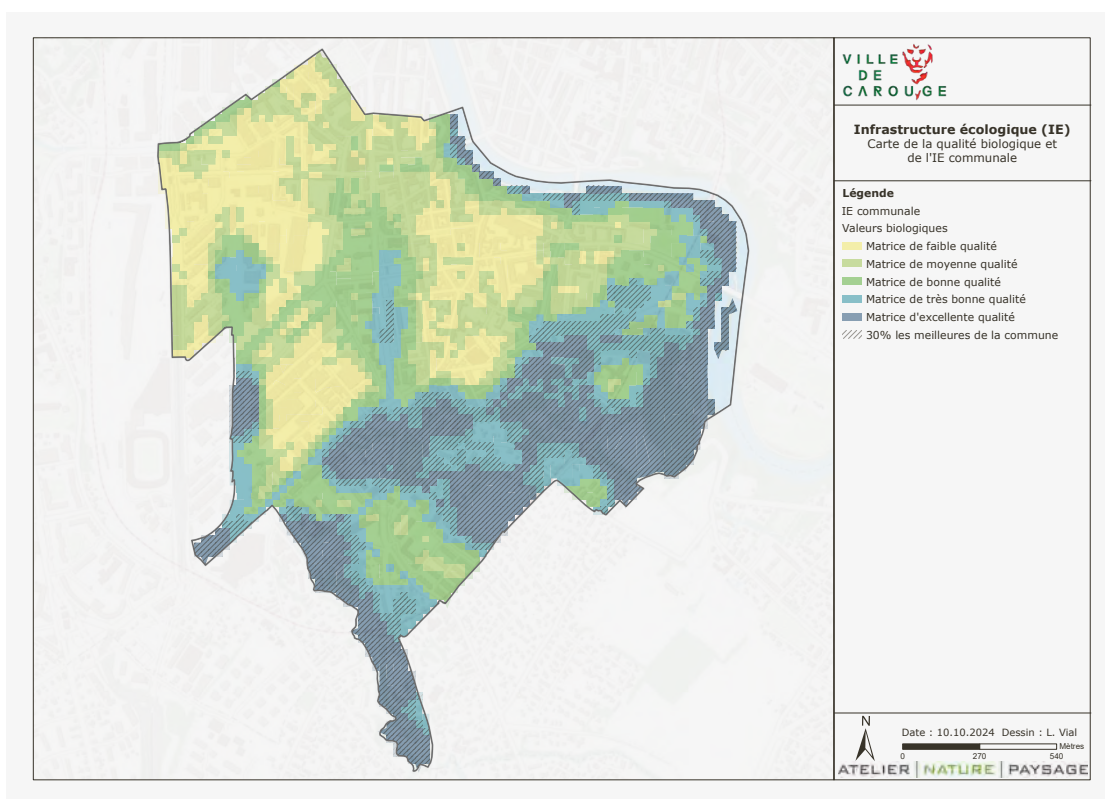 VILLE
DE
CAROUGE
Infrastructure écologique (IE)
Carte de la qualité biologique et
de l'IE communale
Légende
IE communale
Valeurs biologiques
Matrice de faible qualité
Matrice de moyenne qualité
Matrice de bonne qualité
Matrice de très bonne qualité
Matrice d'excellente qualité
30% les meilleures de la commune
N
Date : 10.10.2024 Dessin : L. Vial
Mètres
0 270 540
ATELIER | NATURE | PAYSAGE